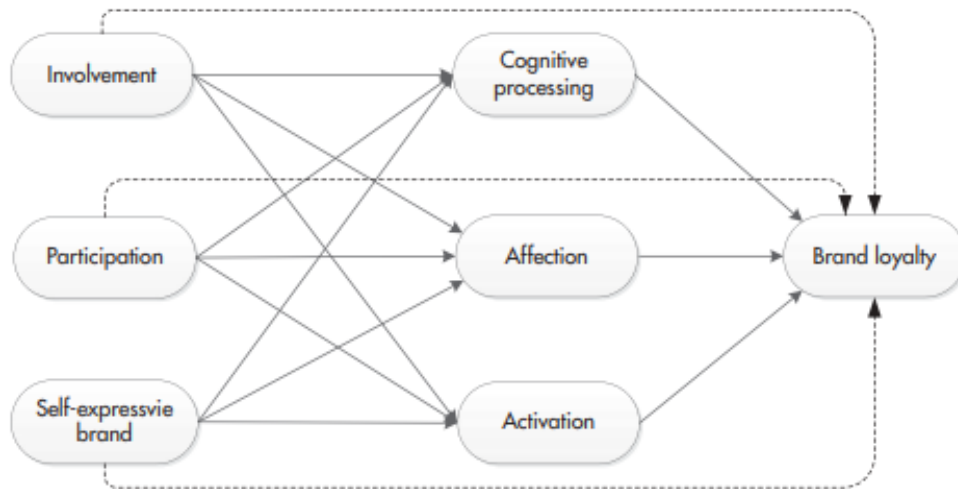 Involvement
Cognitive
processing
Participation
Affection
Brand loyalty
Self-expressvie
brand
Activation